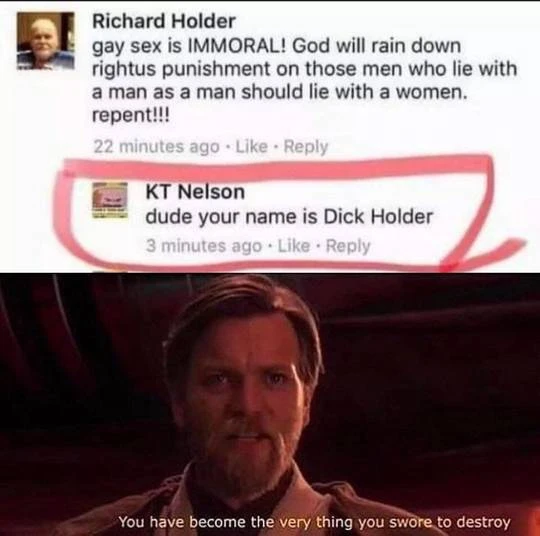 Richard Holder
gay sex is IMMORAL! God will rain down
rightus punishment on those men who lie with
a man as a man should lie with a women.
repent!!!
22 minutes ago · Like · Reply
KT Nelson
dude your name is Dick Holder
3 minutes ago · Like · Reply
You have become the very thing you swore to destroy